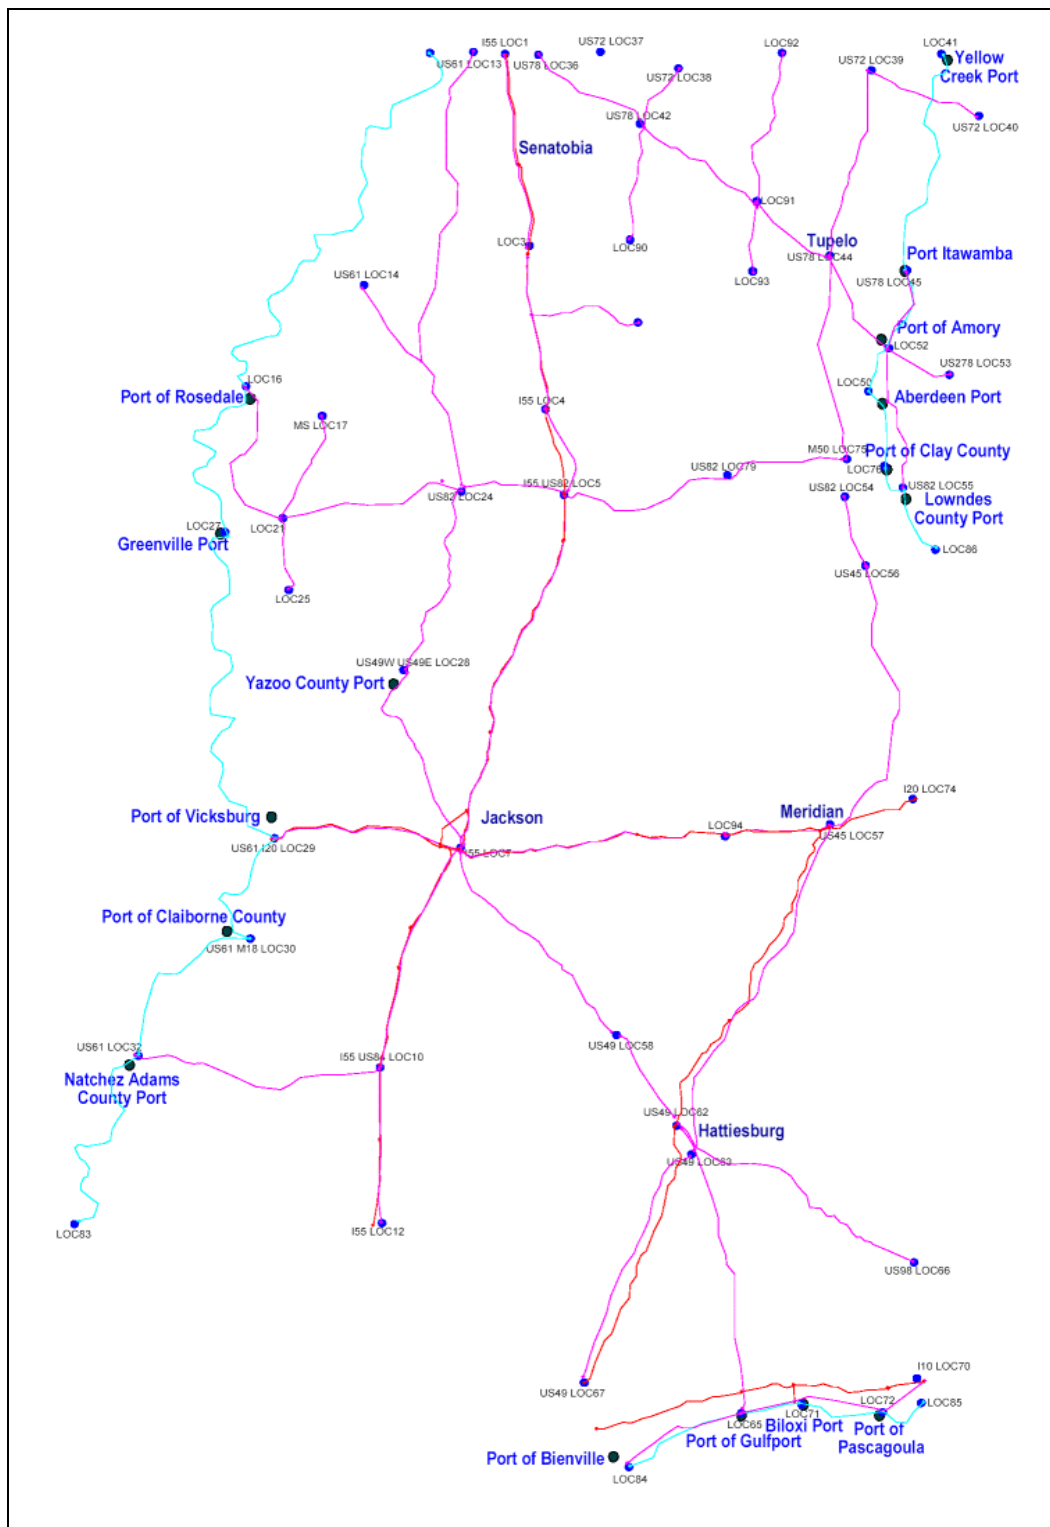 I55 LOC1
US72 LOC37
LOC92
LOC41
US61 LOC13
US78 LOC36
Yellow
Creek Port
US72 LOC39
US72 LOC38
US78 LOC42
US72 LOC40
Senatobia
LOC91
LOC3
LOC90
Tupelo
US78 LOC44
Port Itawamba
US61 LOC14
LOC93
US78 LOC45
Port of Amory
LOC52
US278 LOC53
LOC16
Port of Rosedale
LOC50
Aberdeen Port
I55 LOC4
MS LOC17
M50 LOC75
Port of Clay County
LOC76
US82 LOC79
I55 US82 LOC5
US82 LOC24
US82 LOC54
US82 LOC55
Lowndes
County Port
LOC27
LOC21
Greenville Port
LOC86
US45 LOC56
LOC25
US49W US49E LOC28
Yazoo County Port
I20 LOC74
Port of Vicksburg
Jackson
Meridian
LOC94
US45 LOC57
US61 I20 LOC29
I55 LOC7
Port of Claiborne County
US61 M18 LOC30
US49 LOC58
US61 LOC32
I55 US84 LOC10
Natchez Adams
County Port
US49 LOC62
Hattiesburg
US49 LOC63
LOC83
I55 LOC12
US98 LOC66
I10 LOC70
US49 LOC67
LOC72
LOC85
LOC65
LOC71
Biloxi Port
Port of Gulfport
Port of
Pascagoula
Port of Bienville
LOC84